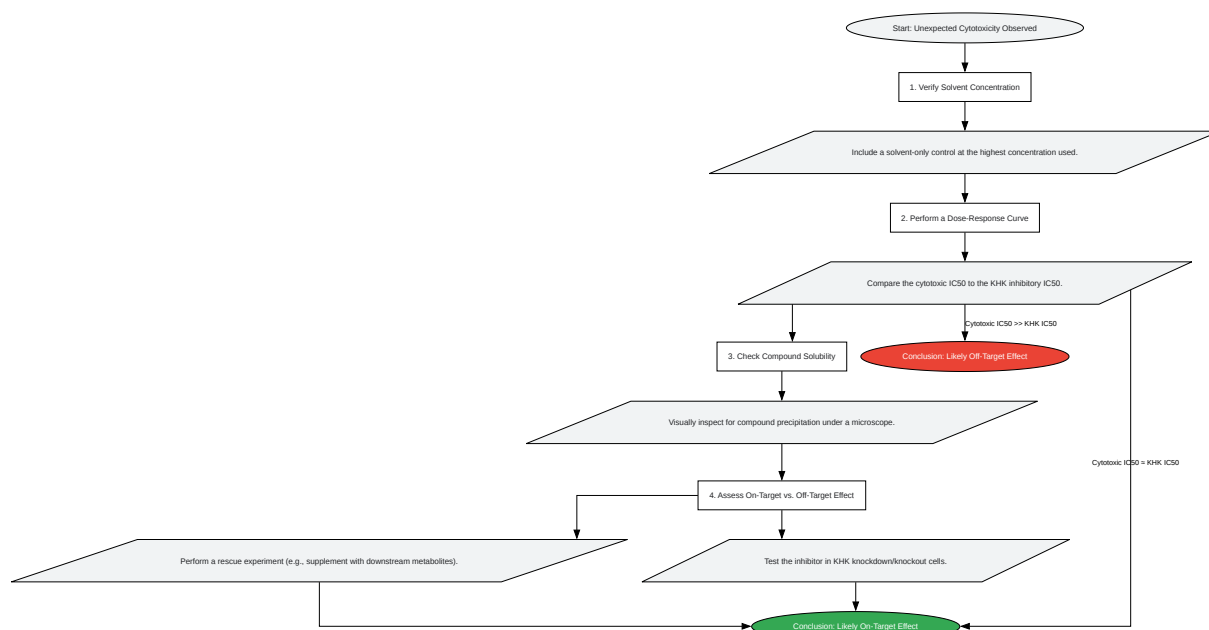 Start: Unexpected Cytotoxicity Observed
1. Verify Solvent Concentration
Include a solvent-only control at the highest concentration used.
2. Perform a Dose-Response Curve
Compare the cytotoxic IC50 to the KHK inhibitory IC50.
Cytotoxic IC50 >> KHK IC50
3. Check Compound Solubility
Conclusion: Likely Off-Target Effect
Visually inspect for compound precipitation under a microscope.
Cytotoxic IC50 ≈ KHK IC50
4. Assess On-Target vs. Off-Target Effect
Perform a rescue experiment (e.g., supplement with downstream metabolites).
Test the inhibitor in KHK knockdown/knockout cells.
Conclusion: Likely On-Target Effect